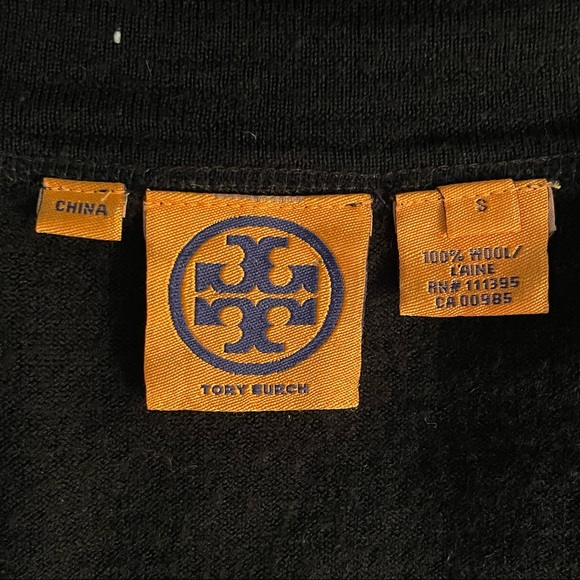 CHINA
TORY BURCH
S
100% WOOL/
LAINE
RN# 111395
CA 00985